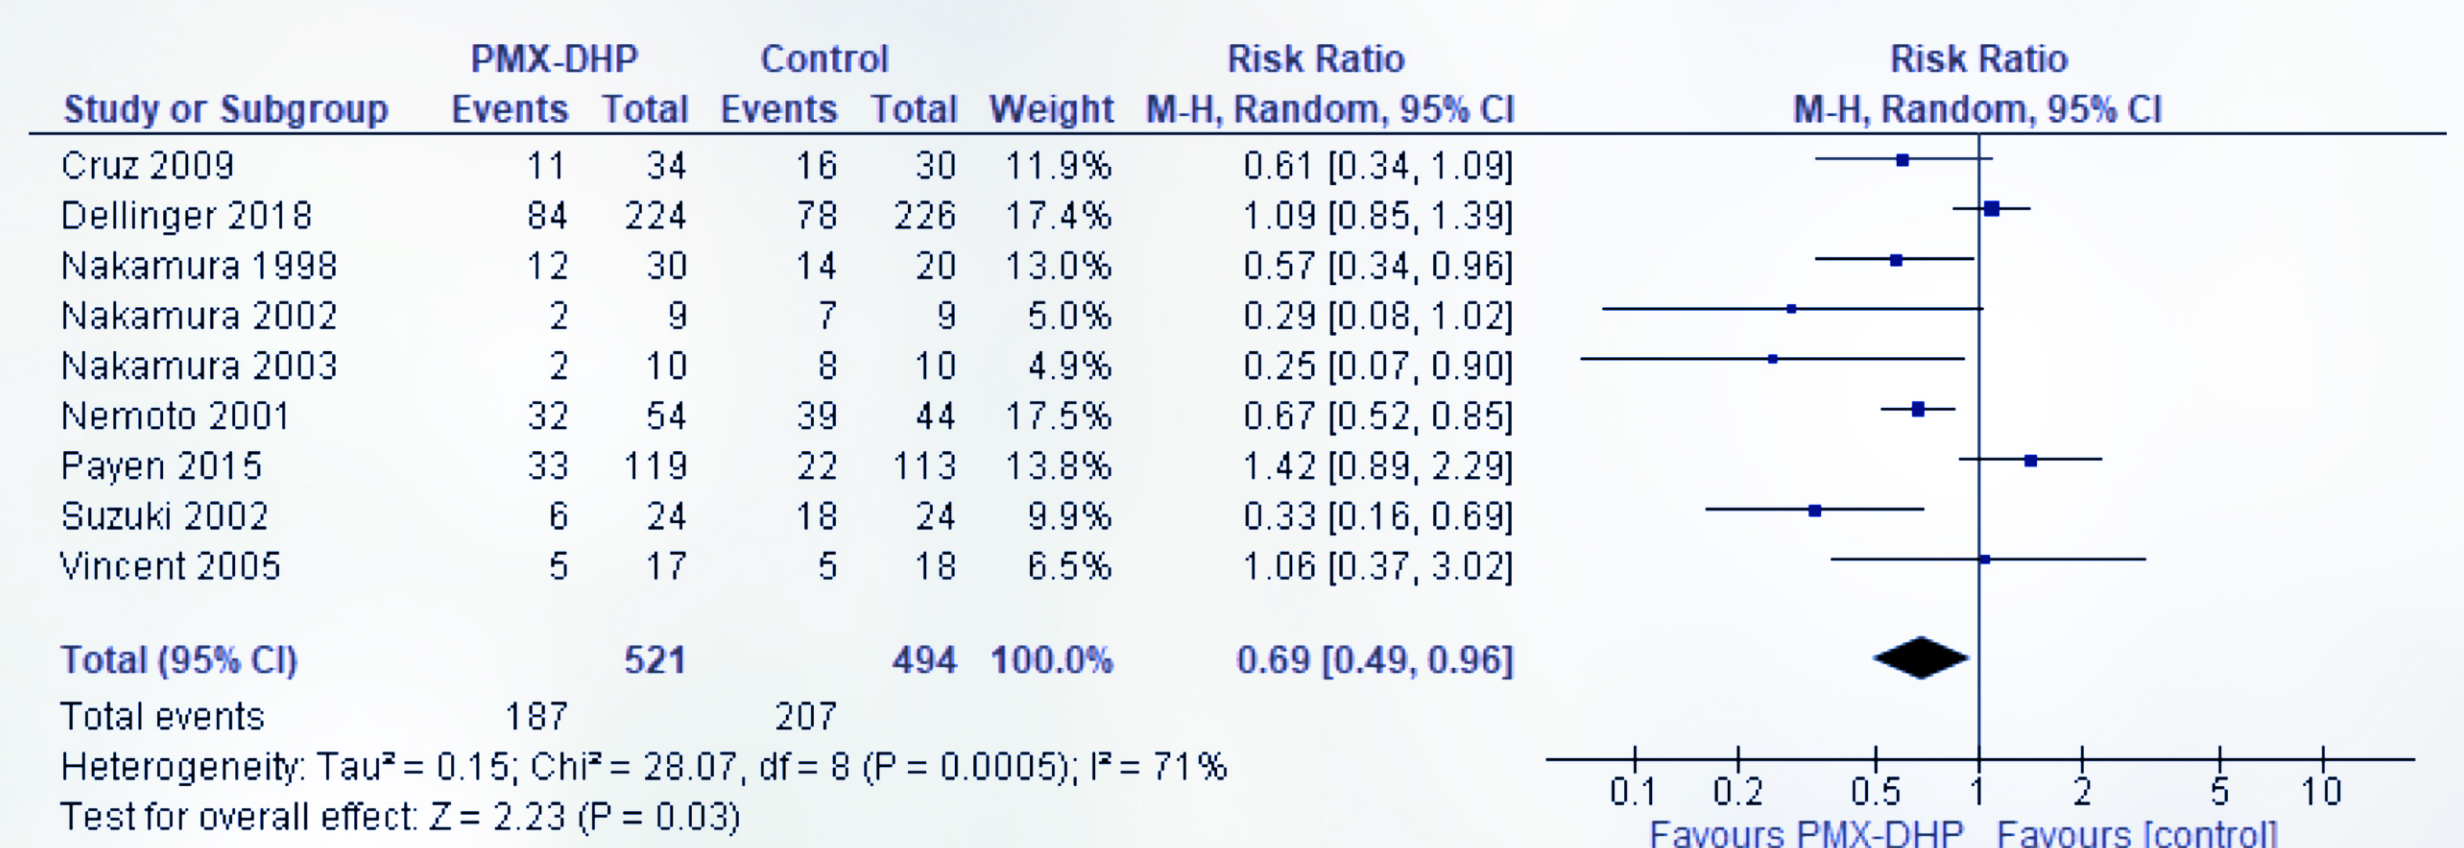 PMX-DHP Control Risk Ratio Risk Ratio
Study or Subgroup Events Total Events Total Weight M-H, Random, 95% CI M-H, Random, 95% CI
Cruz 2009 11 34 16 30 11.9% 0.61 [0.34, 1.09]
Dellinger 2018 84 224 78 226 17.4% 1.09 [0.85, 1.39]
Nakamura 1998 12 30 14 20 13.0% 0.57 [0.34, 0.96]
Nakamura 2002 2 9 7 9 5.0% 0.29 [0.08, 1.02]
Nakamura 2003 2 10 8 10 4.9% 0.25 [0.07, 0.90]
Nemoto 2001 32 54 39 44 17.5% 0.67 [0.52, 0.85]
Payen 2015 33 119 22 113 13.8% 1.42 [0.89, 2.29]
Suzuki 2002 6 24 18 24 9.9% 0.33 [0.16, 0.69]
Vincent 2005 5 17 5 18 6.5% 1.06 [0.37, 3.02]
Total (95% CI) 521 494 100.0% 0.69 [0.49, 0.96]
Total events 187 207
Heterogeneity: Tau² = 0.15; Chi² = 28.07, df = 8 (P = 0.0005); I² = 71%
Test for overall effect: Z = 2.23 (P = 0.03)
0.1 0.2 0.5 1 2 5 10
Favours PMX-DHP Favours [control]